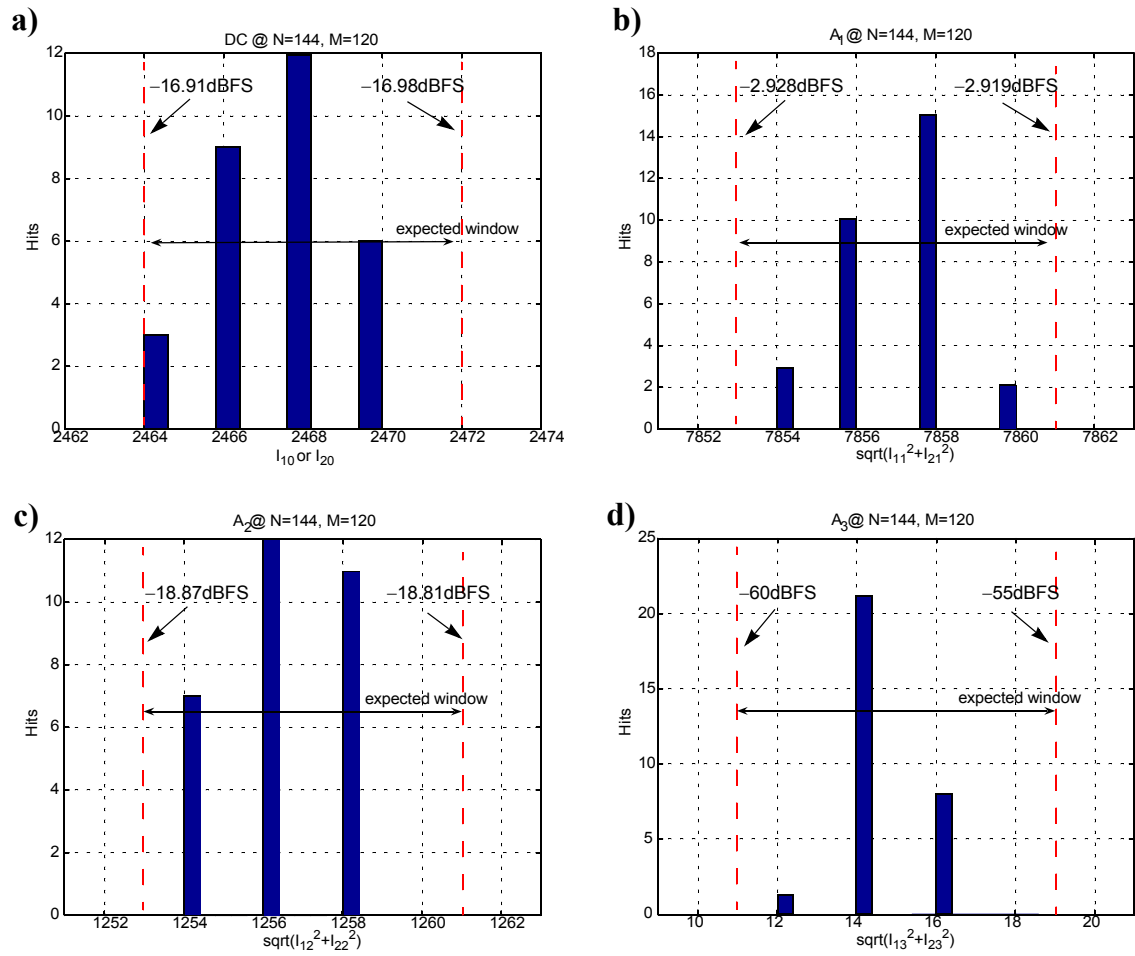 a)
DC @ N=144, M=120
12
10
8
6
4
2
0
Hits
−16.91dBFS
−16.98dBFS
expected window
2462
2464
2466
2468
2470
2472
2474
I10 or I20
b)
A1 @ N=144, M=120
18
16
14
12
10
8
6
4
2
0
Hits
−2.928dBFS
−2.919dBFS
expected window
7852
7854
7856
7858
7860
7862
sqrt(I11²+I21²)
c)
A2@ N=144, M=120
12
10
8
6
4
2
0
Hits
−18.87dBFS
−18.81dBFS
expected window
1252
1254
1256
1258
1260
1262
sqrt(I12²+I22²)
d)
A3@ N=144, M=120
25
20
15
10
5
0
Hits
−60dBFS
−55dBFS
expected window
10
12
14
16
18
20
sqrt(I13²+I23²)